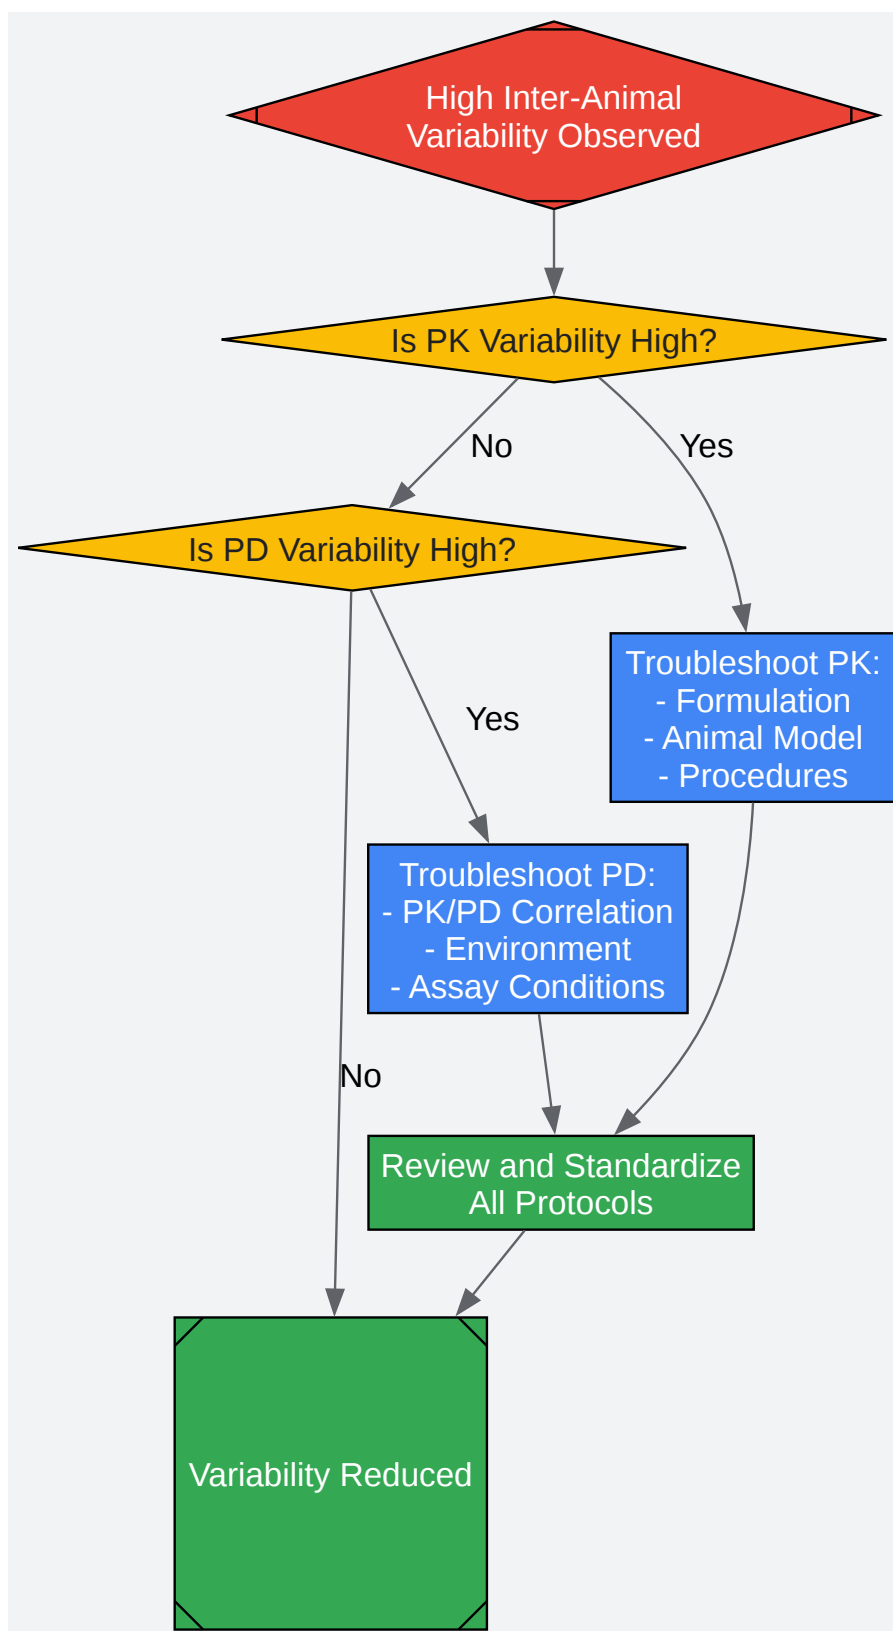 High Inter-Animal
Variability Observed
Is PK Variability High?
No
Yes
Is PD Variability High?
Troubleshoot PK:
- Formulation
- Animal Model
- Procedures
Yes
Troubleshoot PD:
- PK/PD Correlation
- Environment
- Assay Conditions
No
Review and Standardize
All Protocols
Variability Reduced